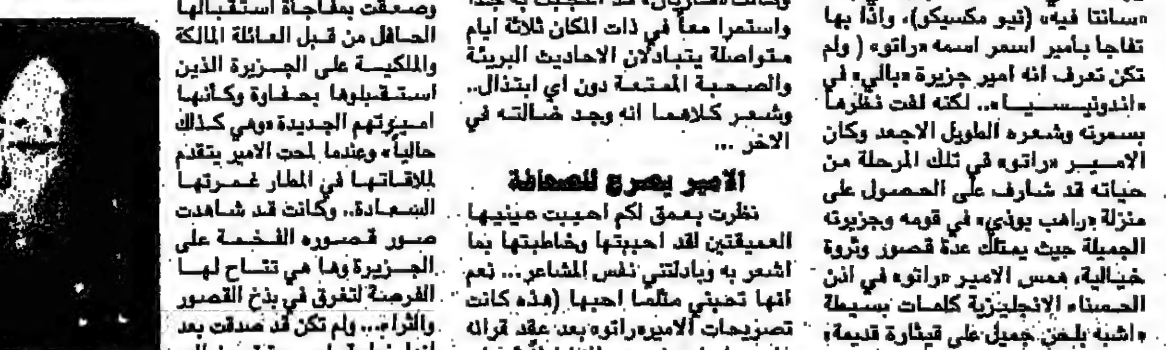 «سانتا فيه» (نيو مكسيكو)، واذا بها
تفاجا بأمير اسمر اسمه «راتو» ( ولم
تكن تعرف انه امير جزيرة «بالي» في
«اندونيسيا».. لكنه لفت نظرها
بسمرته وشعره الطويل الاجعد وكان
الامير «راتو» في تلك المرحلة من
حياته قد شارف على الحصول على
منزلة «راهب بوذي» في قومه وجزيرته
الجميلة حيث يمتلك عدة قصور وثروة
خيالية، همس الامير «راتو» في اذن
الحسناء الانجليزية كلمات بسيطة
«اشبه بلحن جميل على قيثارة قديمة»
واستمرا معاً في ذات المكان ثلاثة ايام
متواصلة يتبادلان الاحاديث البريئة
والصحبة الممتعة دون اي ابتذال..
وشعر كلاهما انه وجد ضالته في
الاخر ...
الامير يصرح للصحافة
نظرت بعمق لكم احببت عينيها
العميقتين لقد احببتها وخاطبتها بما
اشعر به وبادلتني نفس المشاعر... نعم
انها تحبني مثلما احبها (هذه كانت
تصريحات الامير «راتو» بعد عقد قرانه
وصعقت بمفاجأة استقبالها
الحافل من قبل العائلة المالكة
والملكية على الجزيرة الذين
استقبلوها بحفاوة وكأنها
اميرتهم الجديدة «وهي كذلك
حالياً» وعندما لمحت الامير يتقدم
لملاقاتها في المطار غمرتها
السعادة.. وكانت قد شاهدت
صور قصوره الفخمة على
الجزيرة وها هي تتاح لها
الفرصة لتغرق في بذخ القصور
والثراء... ولم تكن قد صدقت بعد